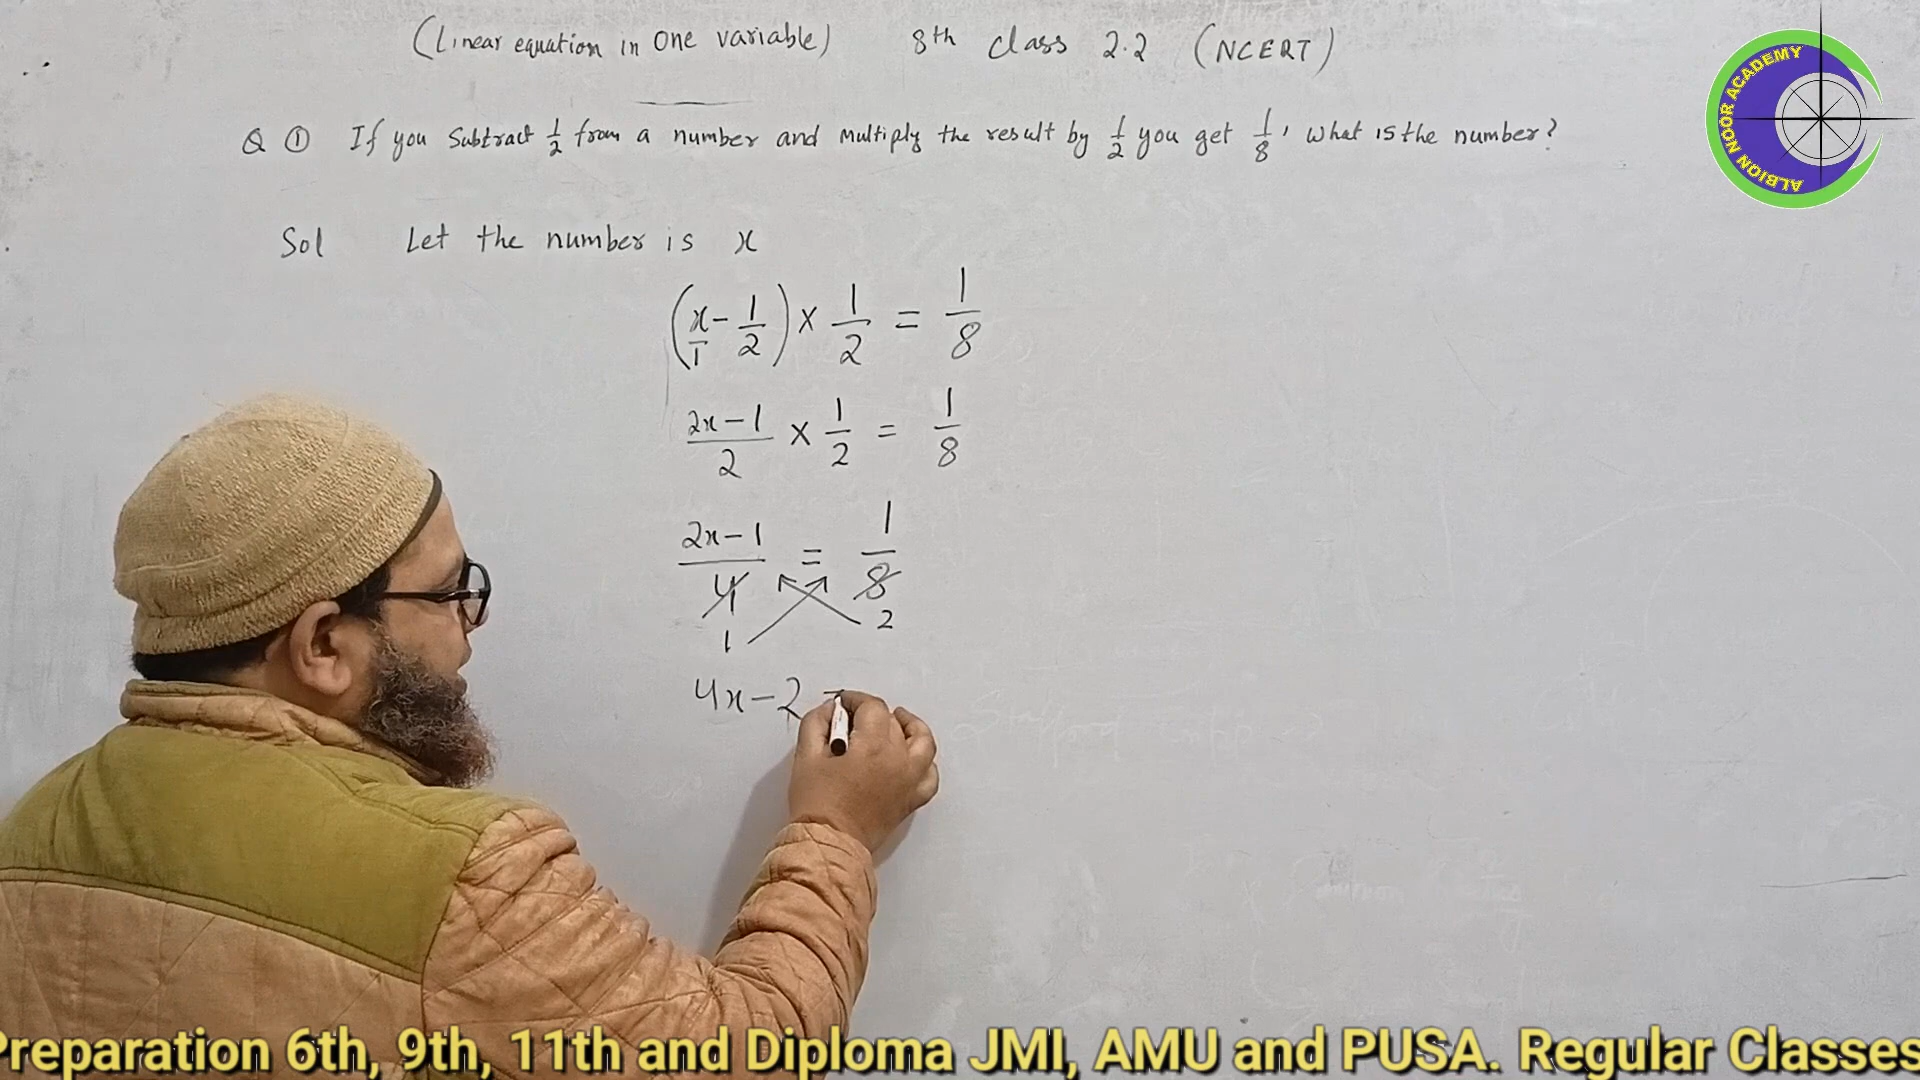 (Linear equation in One variable) 8th class 2.2 (NCERT)
ALBION NOOR ACADEMY
Q ① If you Subtract 1/2 from a number and Multiply the result by 1/2 you get 1/8, What is the number?
Sol Let the number is x
(x/1 - 1/2) × 1/2 = 1/8
2x-1/2 × 1/2 = 1/8
2x-1/4 = 1/8
1 2
4x-2 =
Preparation 6th, 9th, 11th and Diploma JMI, AMU and PUSA. Regular Classes